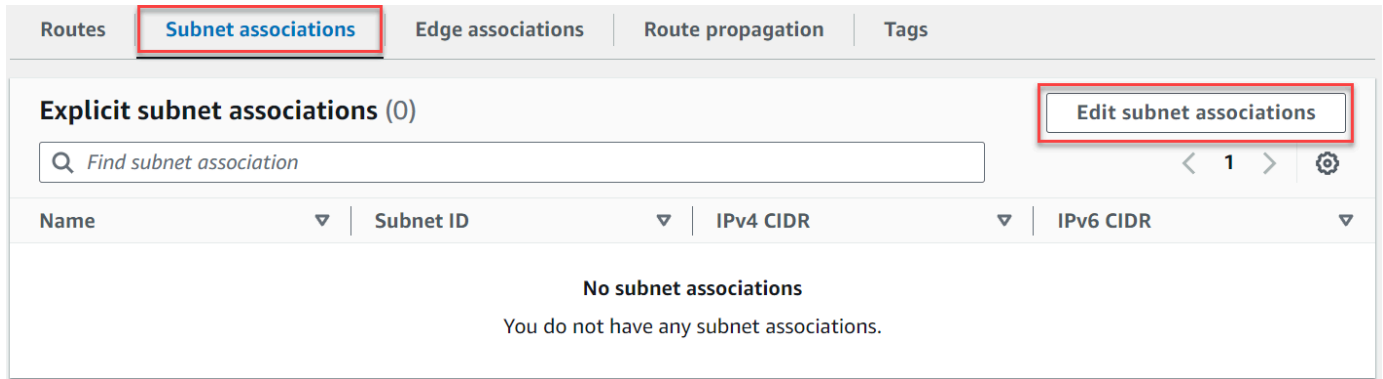 Routes Subnet associations Edge associations Route propagation Tags
Explicit subnet associations (0) Edit subnet associations
Find subnet association 1
Name Subnet ID IPv4 CIDR IPv6 CIDR
No subnet associations
You do not have any subnet associations.